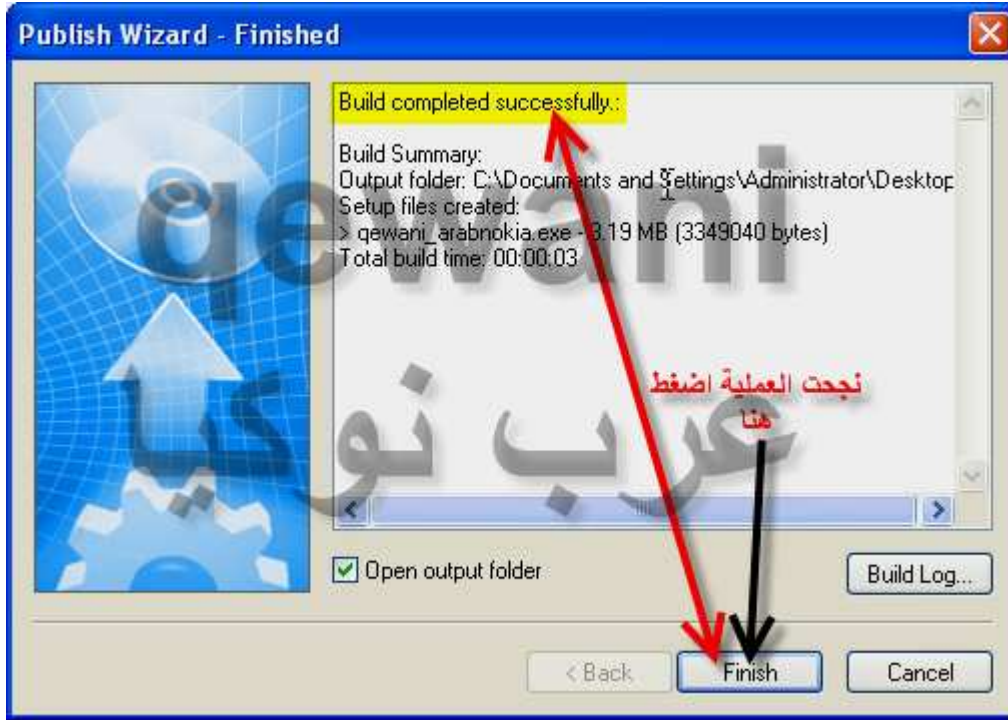 Publish Wizard - Finished
Build completed successfully.:
Build Summary:
Output folder: C:\Documents and Settings\Administrator\Desktop
Setup files created:
> qewani_arabnokia.exe - 3.19 MB (3349040 bytes)
Total build time: 00:00:03
qewani
نجحت العملية اضغط
هنا
عرب نوكيا
Open output folder
Build Log...
< Back
Finish
Cancel